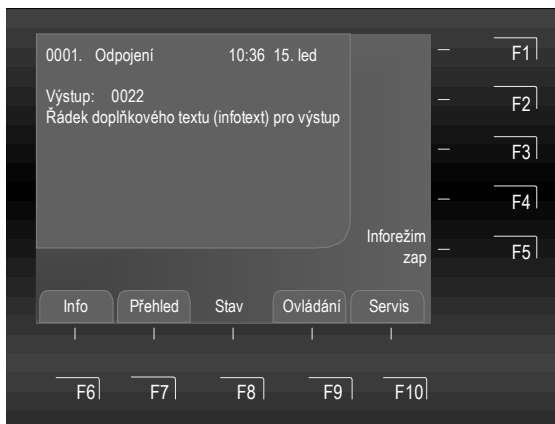 0001. Odpojení 10:36 15. led
Výstup: 0022
Řádek doplňkového textu (infotext) pro výstup
Inforežim
zap
Info Přehled Stav Ovládání Servis
F1
F2
F3
F4
F5
F6 F7 F8 F9 F10